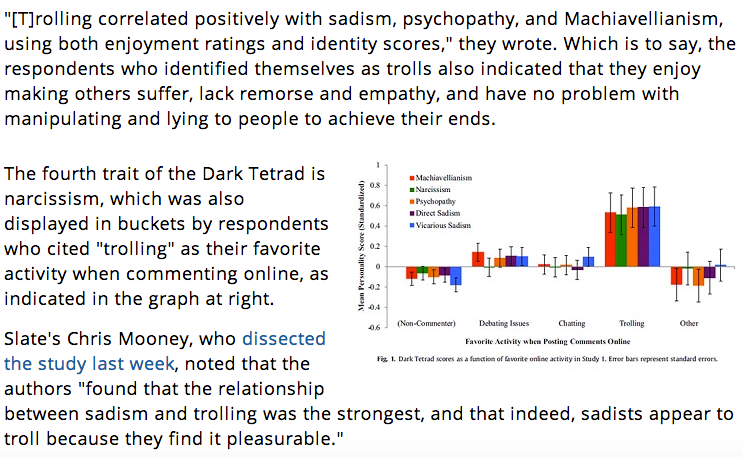 "[T]rolling correlated positively with sadism, psychopathy, and Machiavellianism,
using both enjoyment ratings and identity scores," they wrote. Which is to say, the
respondents who identified themselves as trolls also indicated that they enjoy
making others suffer, lack remorse and empathy, and have no problem with
manipulating and lying to people to achieve their ends.
The fourth trait of the Dark Tetrad is
narcissism, which was also
displayed in buckets by respondents
who cited "trolling" as their favorite
activity when commenting online, as
indicated in the graph at right.
Slate's Chris Mooney, who dissected
the study last week, noted that the
authors "found that the relationship
between sadism and trolling was the strongest, and that indeed, sadists appear to
troll because they find it pleasurable."
Mean Personality Score (Standardized)
1
0.8
0.6
0.4
0.2
0
-0.2
-0.4
-0.6
Machiavellianism
Narcissism
Psychopathy
Direct Sadism
Vicarious Sadism
(Non-Commenter) Debating Issues Chatting Trolling Other
Favorite Activity when Posting Comments Online
Fig. 1. Dark Tetrad scores as a function of favorite online activity in Study 1. Error bars represent standard errors.